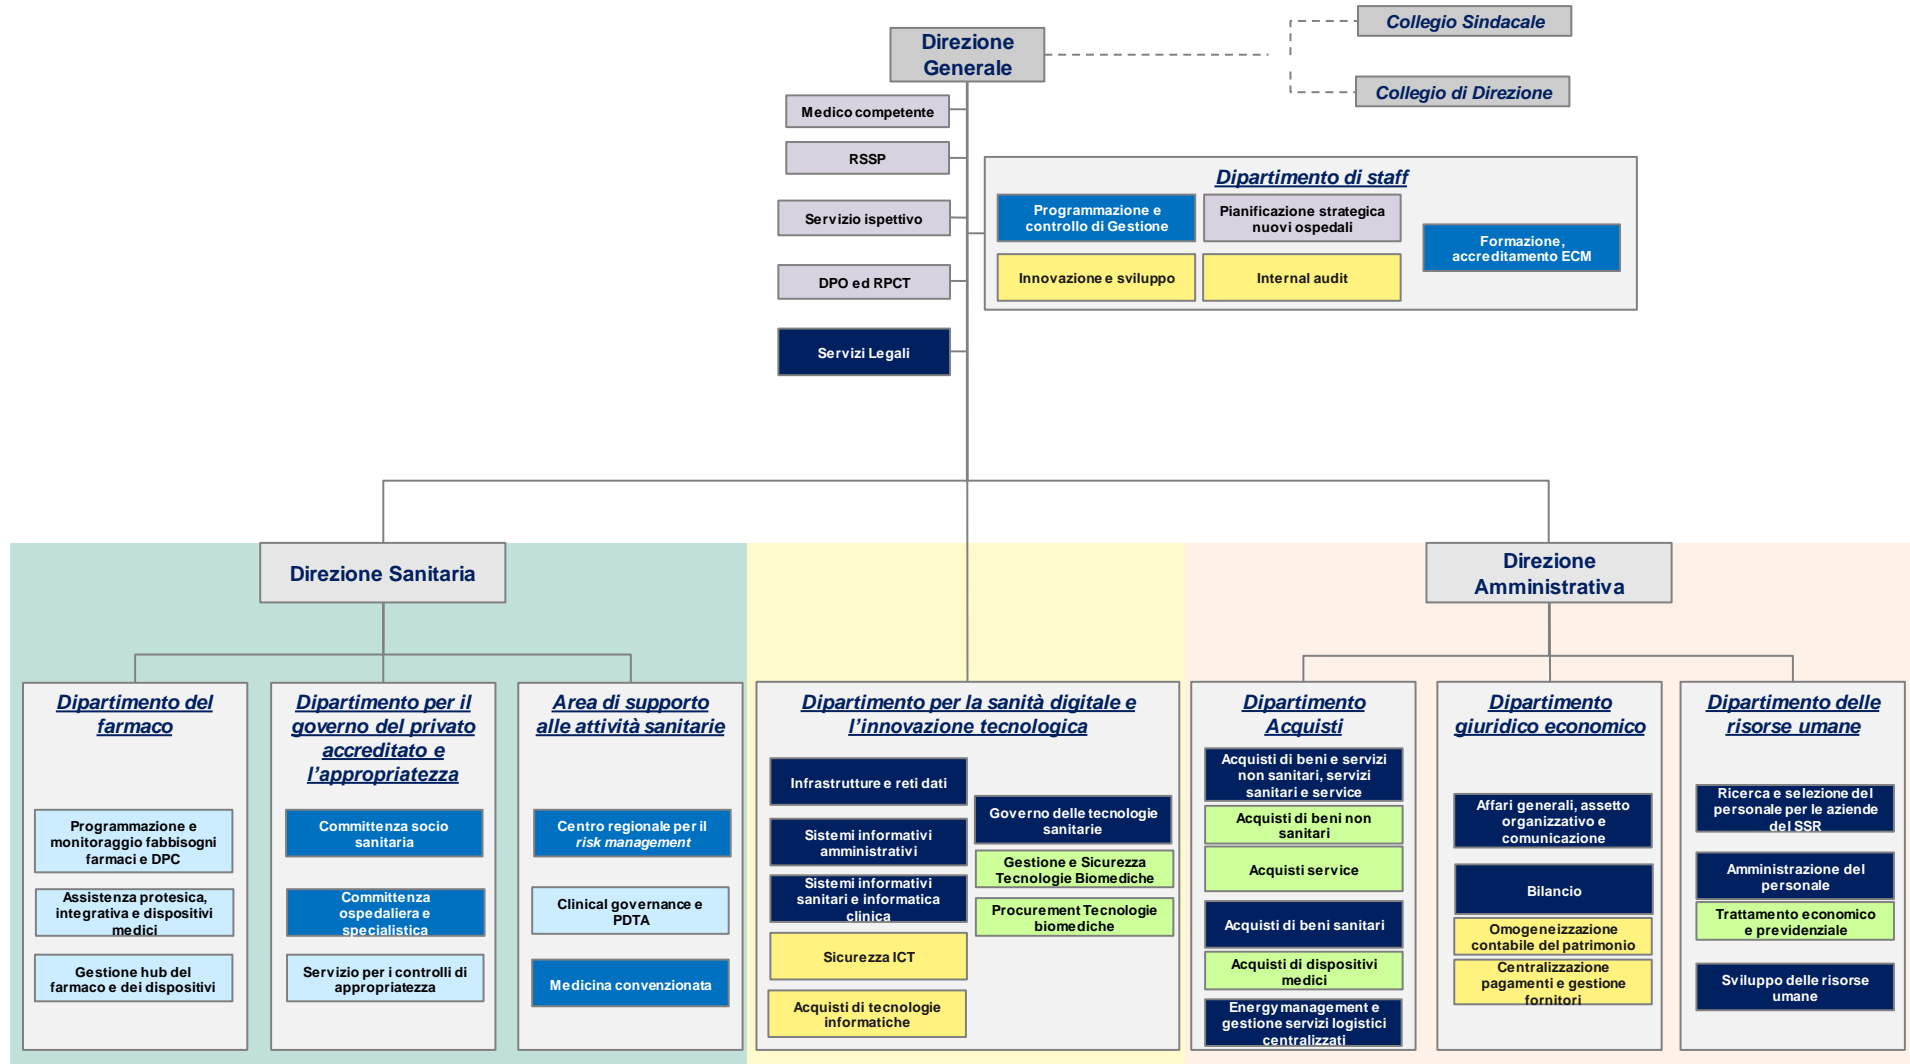 Collegio Sindacale
Direzione
Generale
Collegio di Direzione
Medico competente
RSSP
Servizio ispettivo
DPO ed RPCT
Servizi Legali
Dipartimento di staff
Programmazione e
controllo di Gestione
Pianificazione strategica
nuovi ospedali
Formazione,
accreditamento ECM
Innovazione e sviluppo
Internal audit
Direzione Sanitaria
Direzione
Amministrativa
Dipartimento del
farmaco
Programmazione e
monitoraggio fabbisogni
farmaci e DPC
Assistenza protesica,
integrativa e dispositivi
medici
Gestione hub del
farmaco e dei dispositivi
Dipartimento per il
governo del privato
accreditato e
l'appropriatezza
Committenza socio
sanitaria
Committenza
ospedaliera e
specialistica
Servizio per i controlli di
appropriatezza
Area di supporto
alle attività sanitarie
Centro regionale per il
risk management
Clinical governance e
PDTA
Medicina convenzionata
Dipartimento per la sanità digitale e
l'innovazione tecnologica
Infrastrutture e reti dati
Sistemi informativi
amministrativi
Sistemi informativi
sanitari e informatica
clinica
Sicurezza ICT
Acquisti di tecnologie
informatiche
Governo delle tecnologie
sanitarie
Gestione e Sicurezza
Tecnologie Biomediche
Procurement Tecnologie
biomediche
Dipartimento
Acquisti
Acquisti di beni e servizi
non sanitari, servizi
sanitari e service
Acquisti di beni non
sanitari
Acquisti service
Acquisti di beni sanitari
Acquisti di dispositivi
medici
Energy management e
gestione servizi logistici
centralizzati
Dipartimento
giuridico economico
Affari generali, assetto
organizzativo e
comunicazione
Bilancio
Omogeneizzazione
contabile del patrimonio
Centralizzazione
pagamenti e gestione
fornitori
Dipartimento delle
risorse umane
Ricerca e selezione del
personale per le aziende
del SSR
Amministrazione del
personale
Trattamento economico
e previdenziale
Sviluppo delle risorse
umane